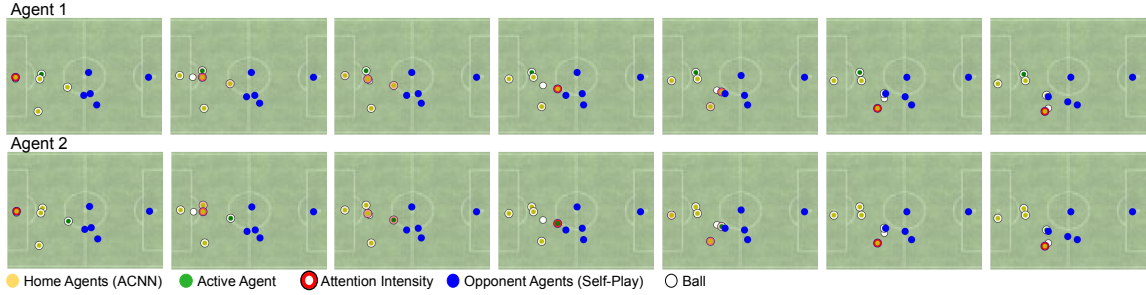 Agent 1
Agent 2
Home Agents (ACNN) Active Agent Attention Intensity Opponent Agents (Self-Play) Ball